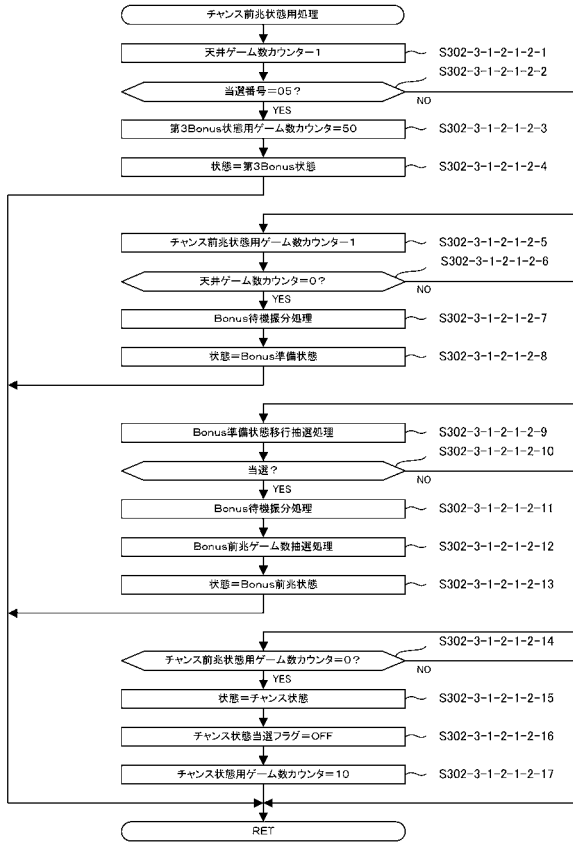 チャンス前兆状態用処理
天井ゲーム数カウンター1
S302-3-1-2-1-2-1
当選番号=05?
S302-3-1-2-1-2-2
NO
YES
第3Bonus状態用ゲーム数カウンタ=50
S302-3-1-2-1-2-3
状態=第3Bonus状態
S302-3-1-2-1-2-4
チャンス前兆状態用ゲーム数カウンター1
S302-3-1-2-1-2-5
天井ゲーム数カウンタ=0?
S302-3-1-2-1-2-6
NO
YES
Bonus待機振分処理
S302-3-1-2-1-2-7
状態=Bonus準備状態
S302-3-1-2-1-2-8
Bonus準備状態移行抽選処理
S302-3-1-2-1-2-9
当選?
S302-3-1-2-1-2-10
NO
YES
Bonus待機振分処理
S302-3-1-2-1-2-11
Bonus前兆ゲーム数抽選処理
S302-3-1-2-1-2-12
状態=Bonus前兆状態
S302-3-1-2-1-2-13
チャンス前兆状態用ゲーム数カウンタ=0?
S302-3-1-2-1-2-14
NO
YES
状態=チャンス状態
S302-3-1-2-1-2-15
チャンス状態当選フラグ=OFF
S302-3-1-2-1-2-16
チャンス状態用ゲーム数カウンタ=10
S302-3-1-2-1-2-17
RET